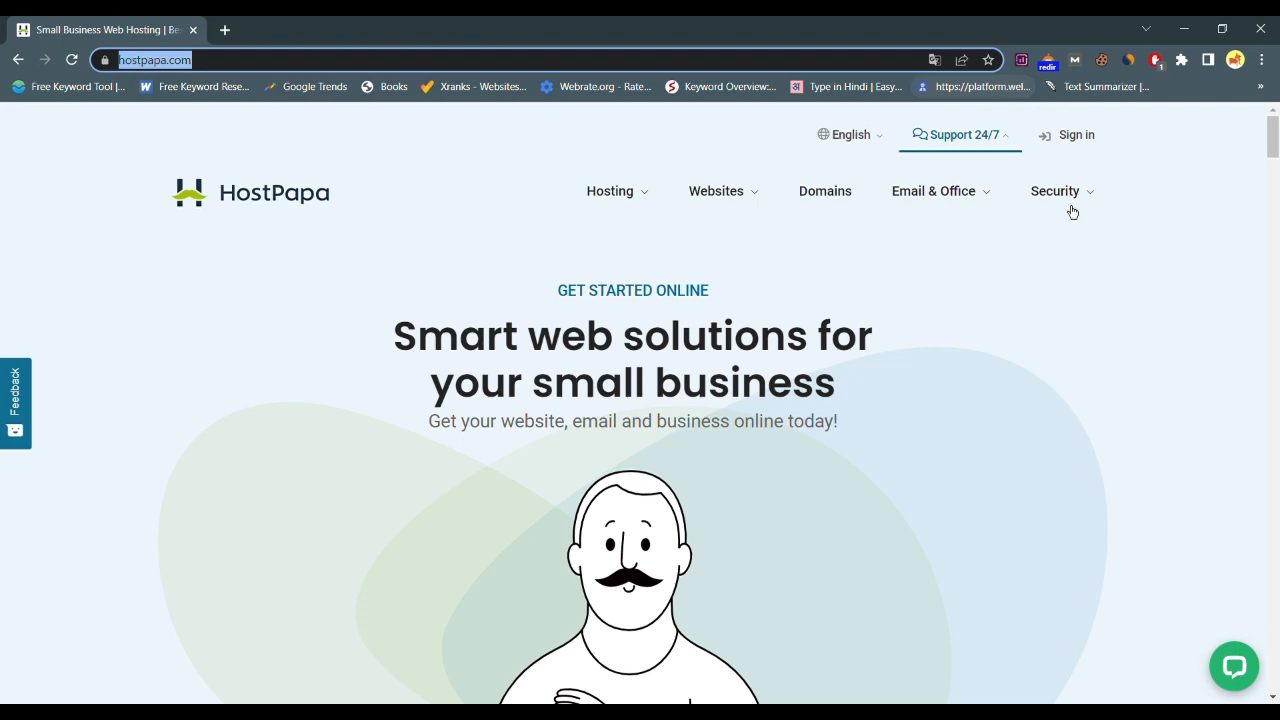 Small Business Web Hosting | Be
hostpapa.com
redir
1
Free Keyword Tool |...
Free Keyword Rese...
Google Trends
Books
Xranks - Websites...
Webrate.org - Rate...
Keyword Overview:...
अ
Type in Hindi | Easy...
https://platform.wel...
Text Summarizer |...
»
English
Support 24/7
Sign in
HostPapa
Hosting
Websites
Domains
Email & Office
Security
GET STARTED ONLINE
Smart web solutions for
your small business
Get your website, email and business online today!
Feedback